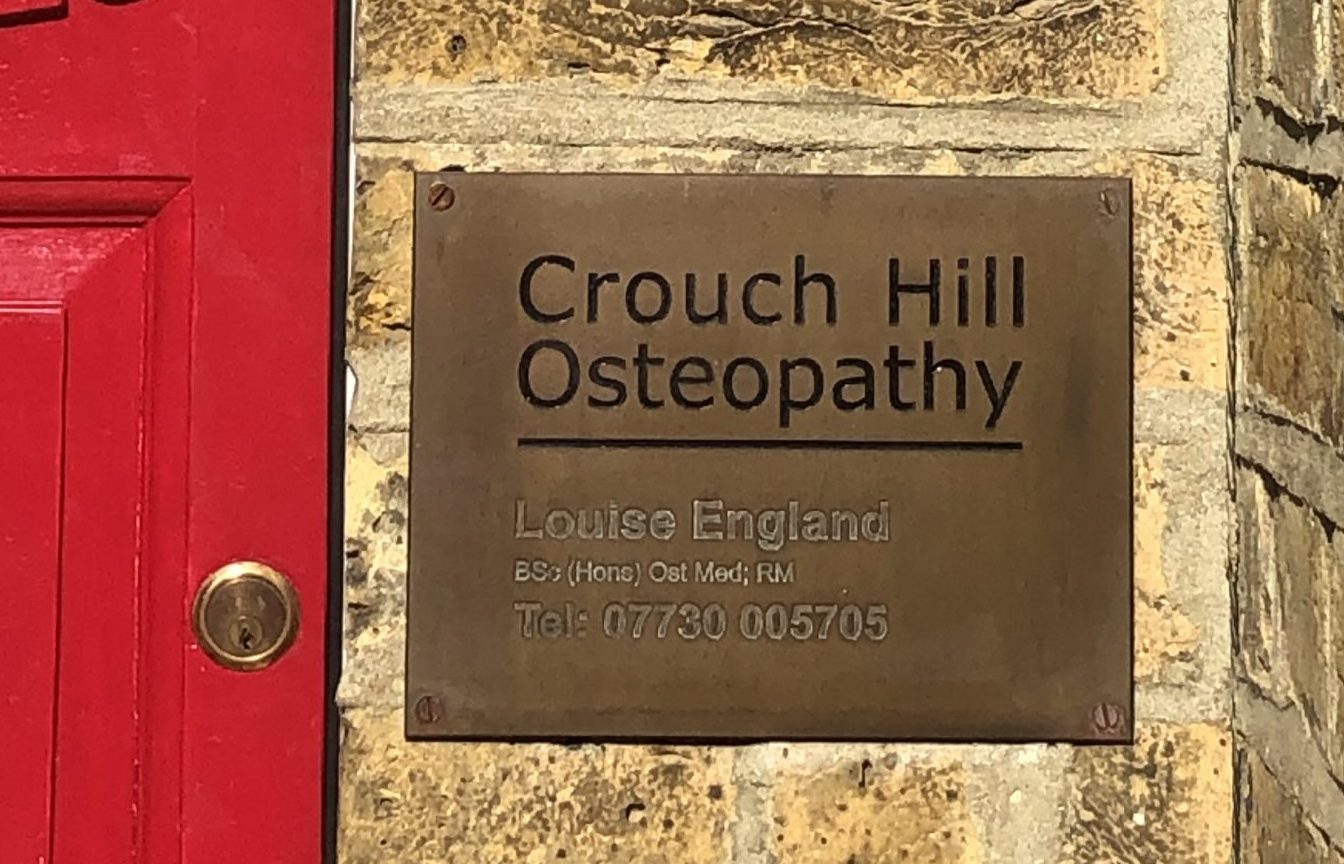 Crouch Hill
Osteopathy
Louise England
BSc (Hons) Ost Med; RM
Tel: 07730 005705